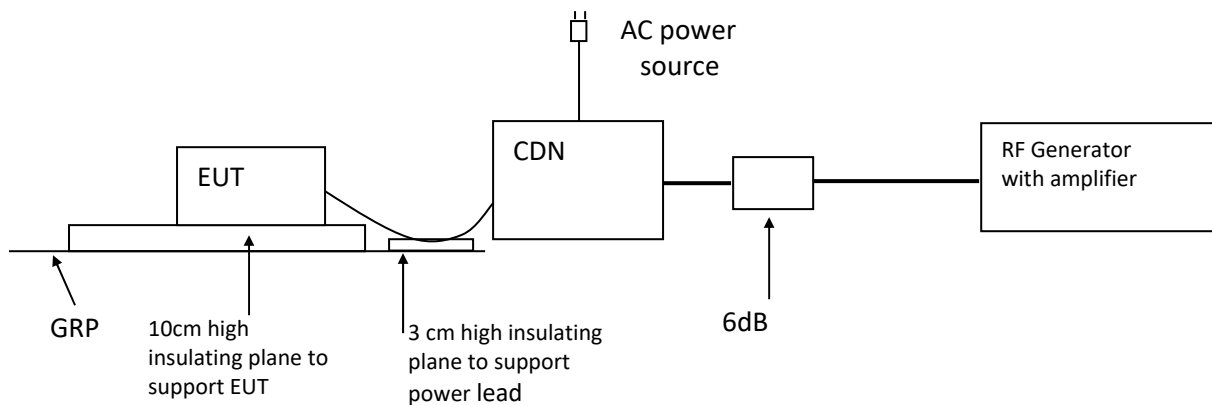 AC power
source
CDN
EUT
RF Generator
with amplifier
GRP
10cm high
insulating plane to
support EUT
3 cm high insulating
plane to support
power lead
6dB